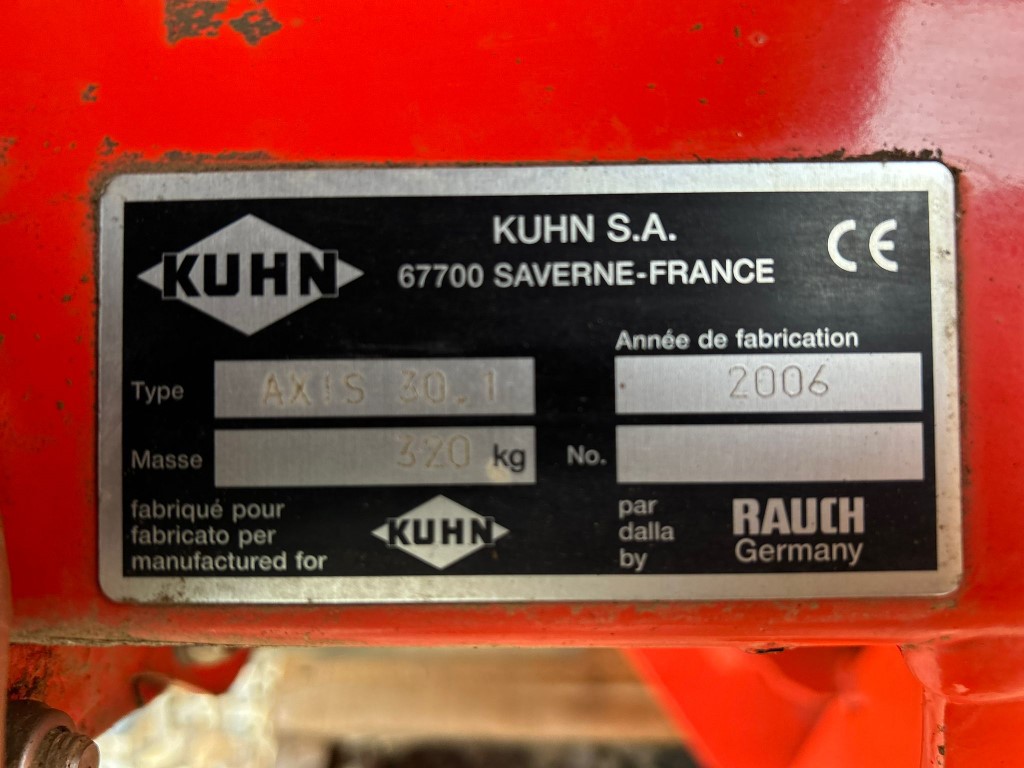 KUHN
KUHN S.A.
67700 SAVERNE-FRANCE
CE
Année de fabrication
Type AXIS 30.1
2006
Masse 320 kg
No.
fabriqué pour
fabricato per
manufactured for
KUHN
par
dalla
by
RAUCH
Germany